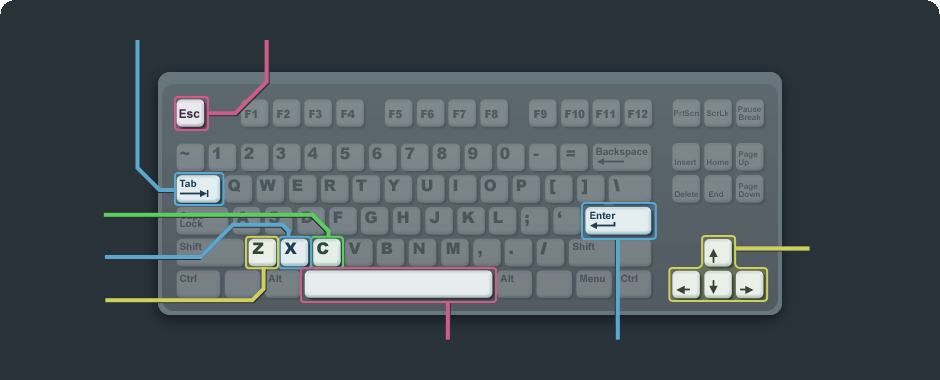 Esc F1 F2 F3 F4 F5 F6 F7 F8 F9 F10 F11 F12 PrtScn ScrLk Pause Break
~ 1 2 3 4 5 6 7 8 9 0 - = Backspace Insert Home Page Up
Tab Q W E R T Y U I O P [ ] \ Delete End Page Down
Lock A S D F G H J K L ; ‘ Enter
Shift Z X C V B N M , . / Shift
Ctrl Alt Alt Menu Ctrl